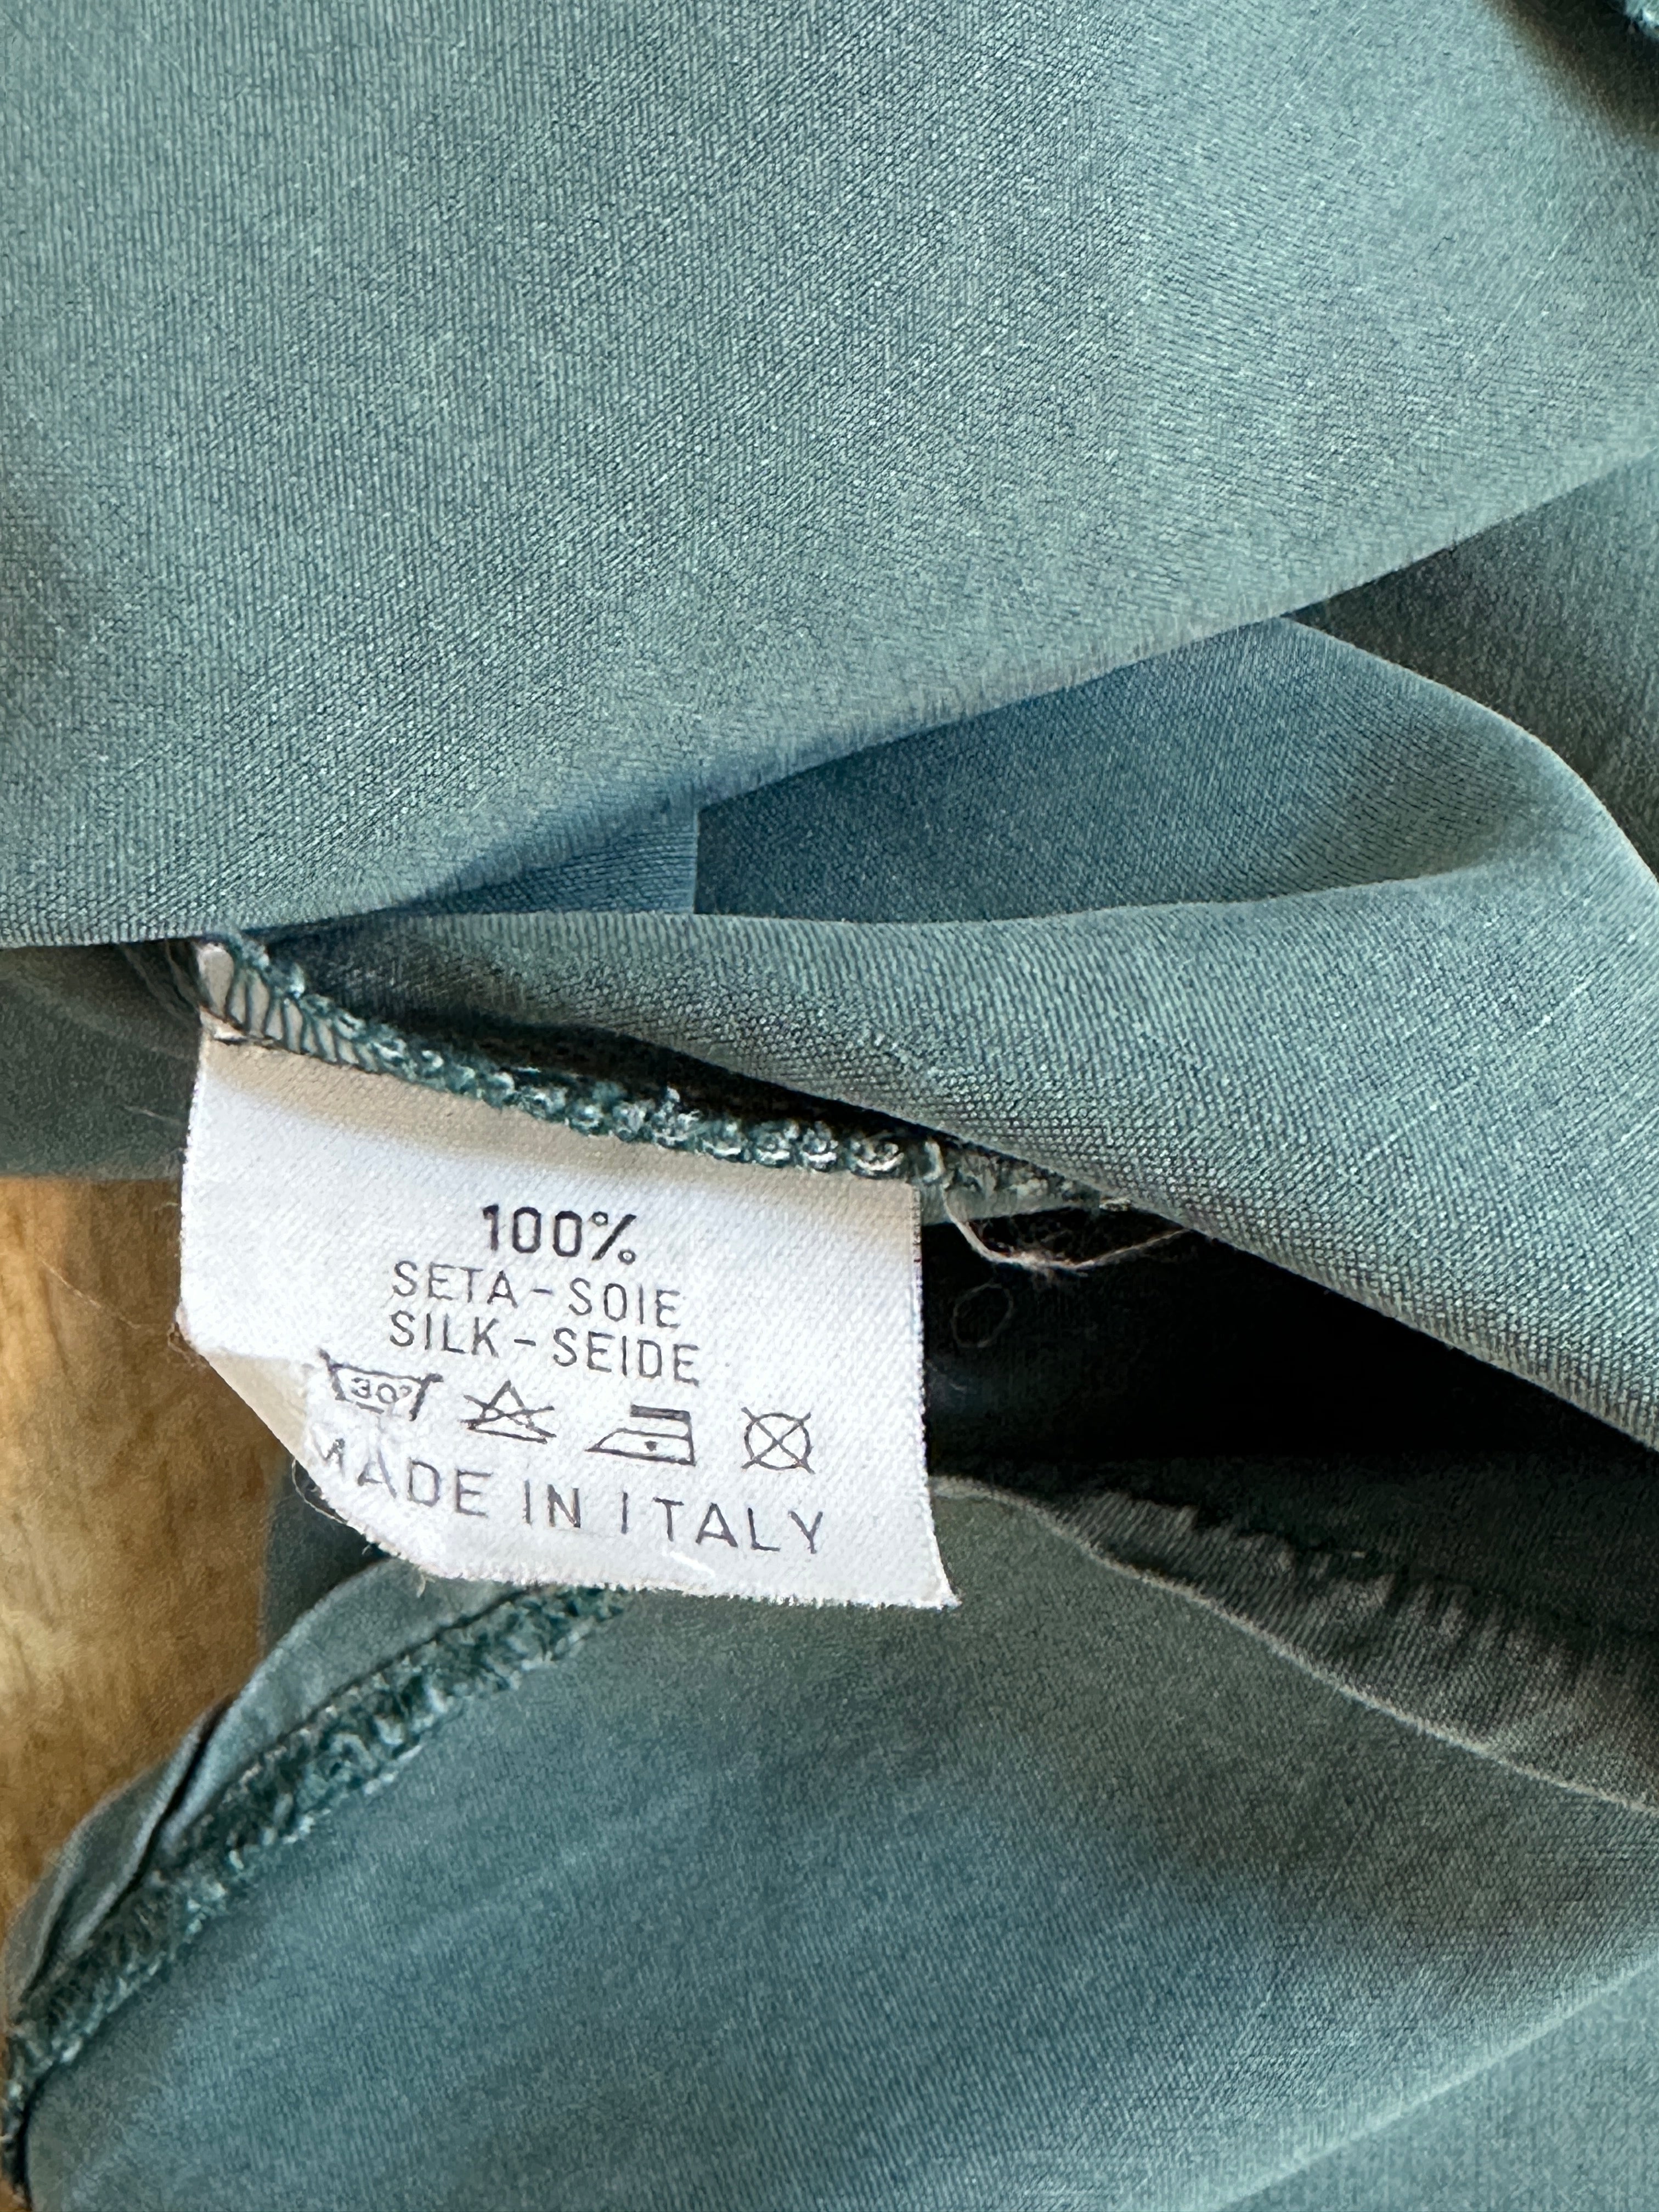 100%
SETA-SOIE
SILK-SEIDE
30°
MADE IN ITALY